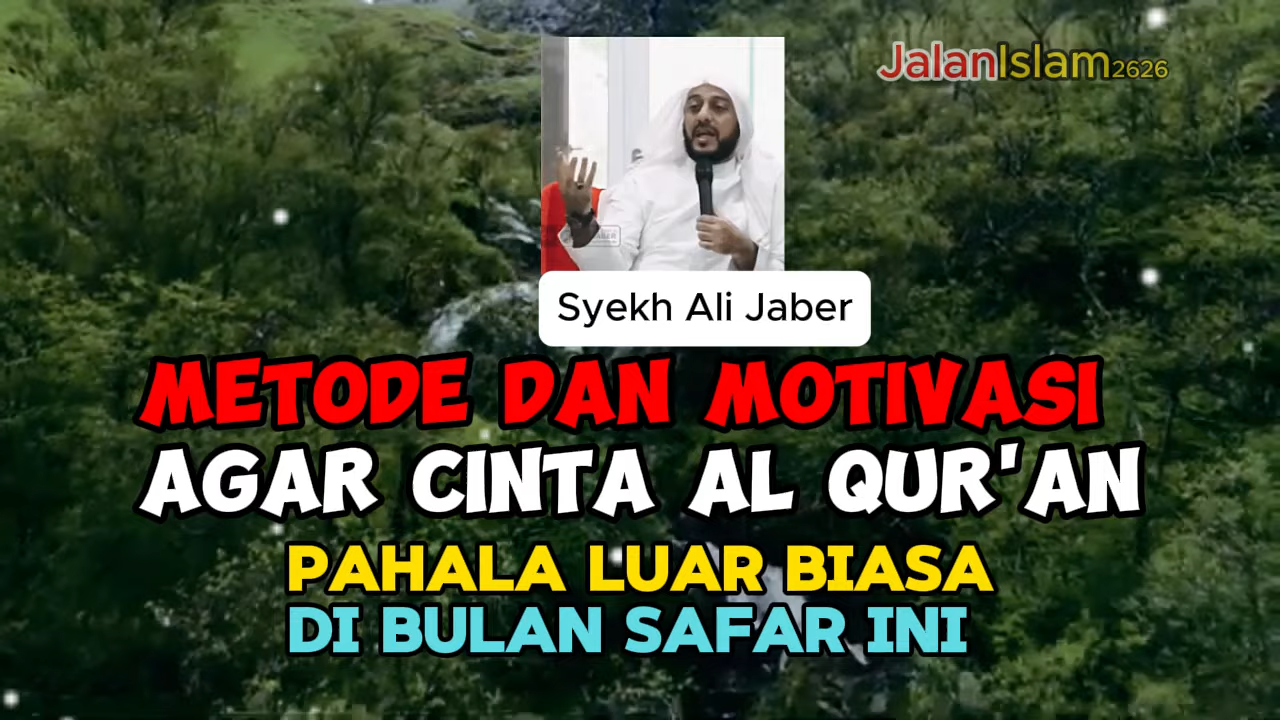 JalanIslam2626
Syekh Ali Jaber
METODE DAN MOTIVASI
AGAR CINTA AL QUR'AN
PAHALA LUAR BIASA
DI BULAN SAFAR INI